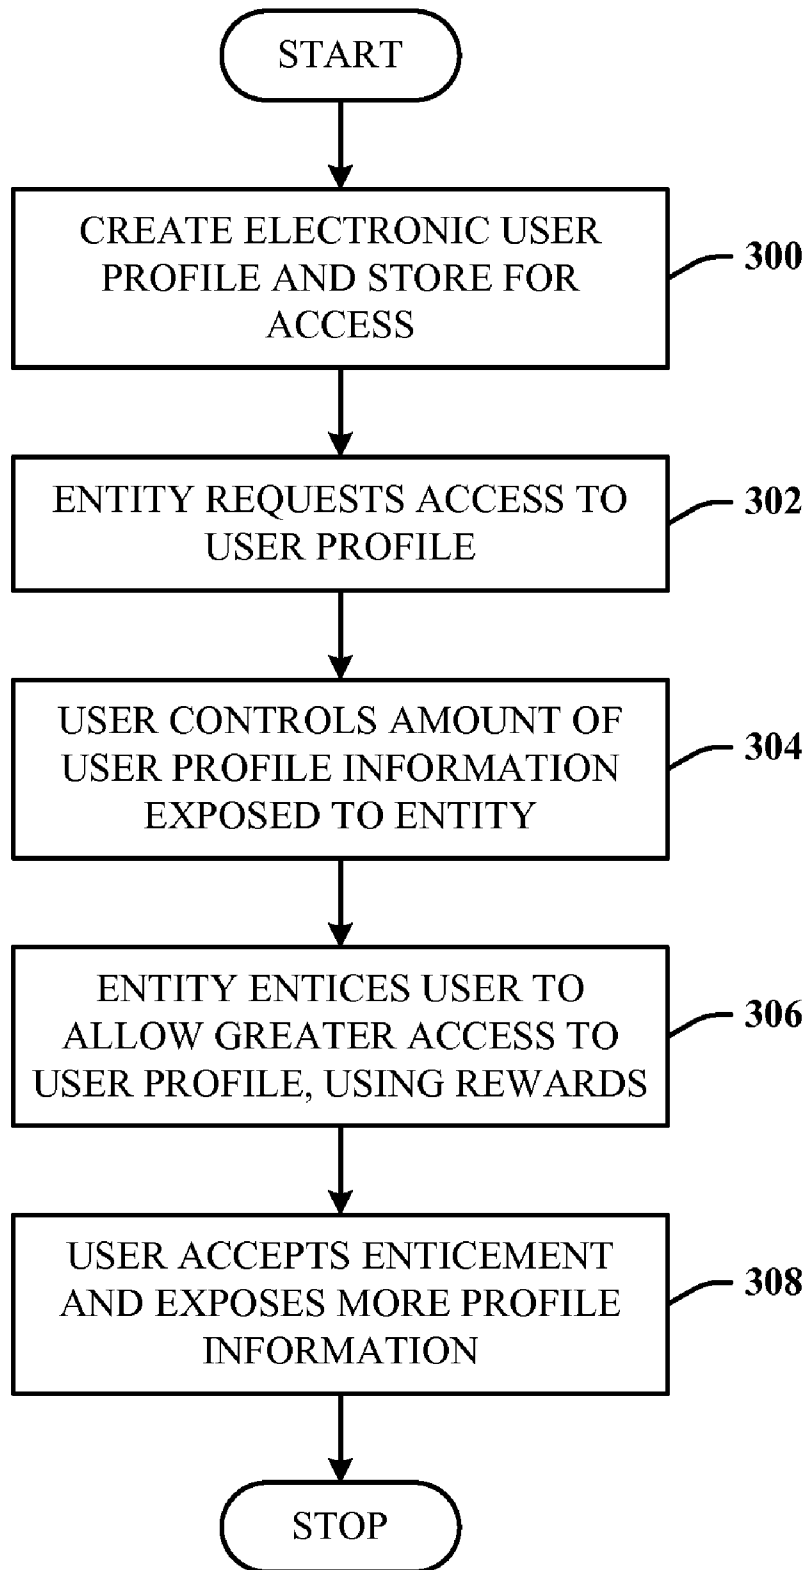 START
CREATE ELECTRONIC USER
PROFILE AND STORE FOR
ACCESS
300
ENTITY REQUESTS ACCESS TO
USER PROFILE
302
USER CONTROLS AMOUNT OF
USER PROFILE INFORMATION
EXPOSED TO ENTITY
304
ENTITY ENTICES USER TO
ALLOW GREATER ACCESS TO
USER PROFILE, USING REWARDS
306
USER ACCEPTS ENTICEMENT
AND EXPOSES MORE PROFILE
INFORMATION
308
STOP